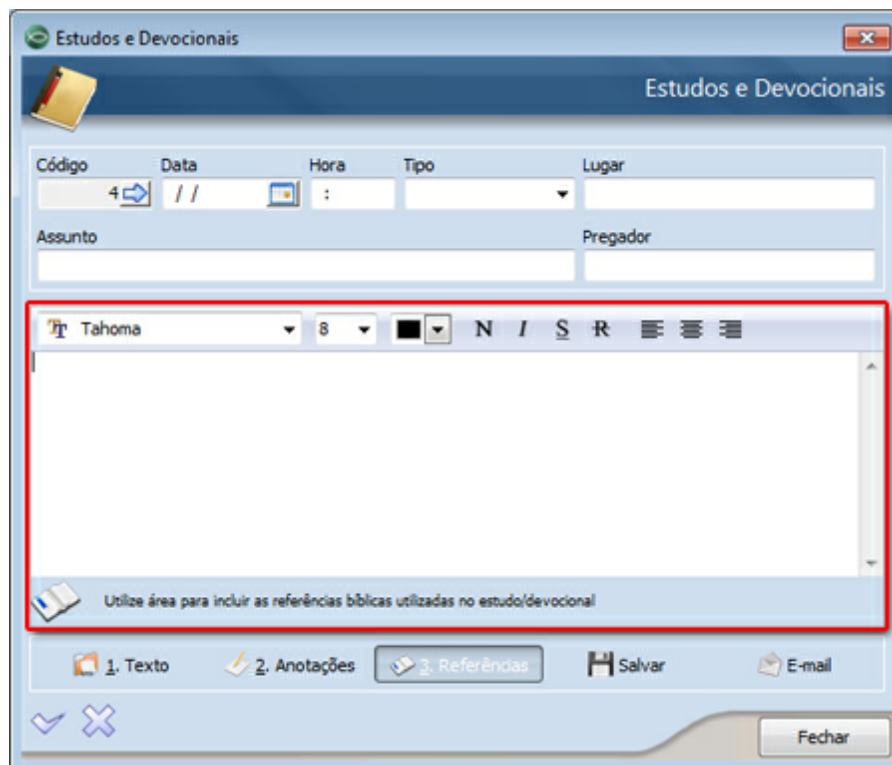 Estudos e Devocionais
Estudos e Devocionais
Código Data Hora Tipo Lugar
4 / / :
Assunto Pregador
Tahoma 8 N I S R
Utilize área para incluir as referências bíblicas utilizadas no estudo/devocional
1. Texto 2. Anotações 3. Referências Salvar E-mail
Fechar